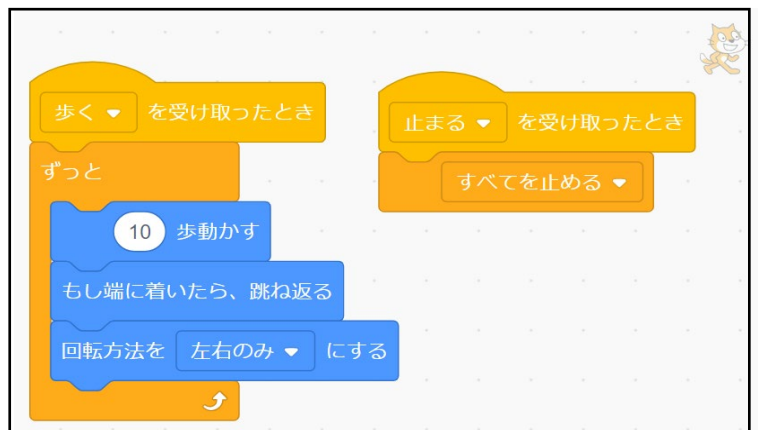 歩く を受け取ったとき
ずっと
10 歩動かす
もし端に着いたら、跳ね返る
回転方法を 左右のみ にする
止まる を受け取ったとき
すべてを止める